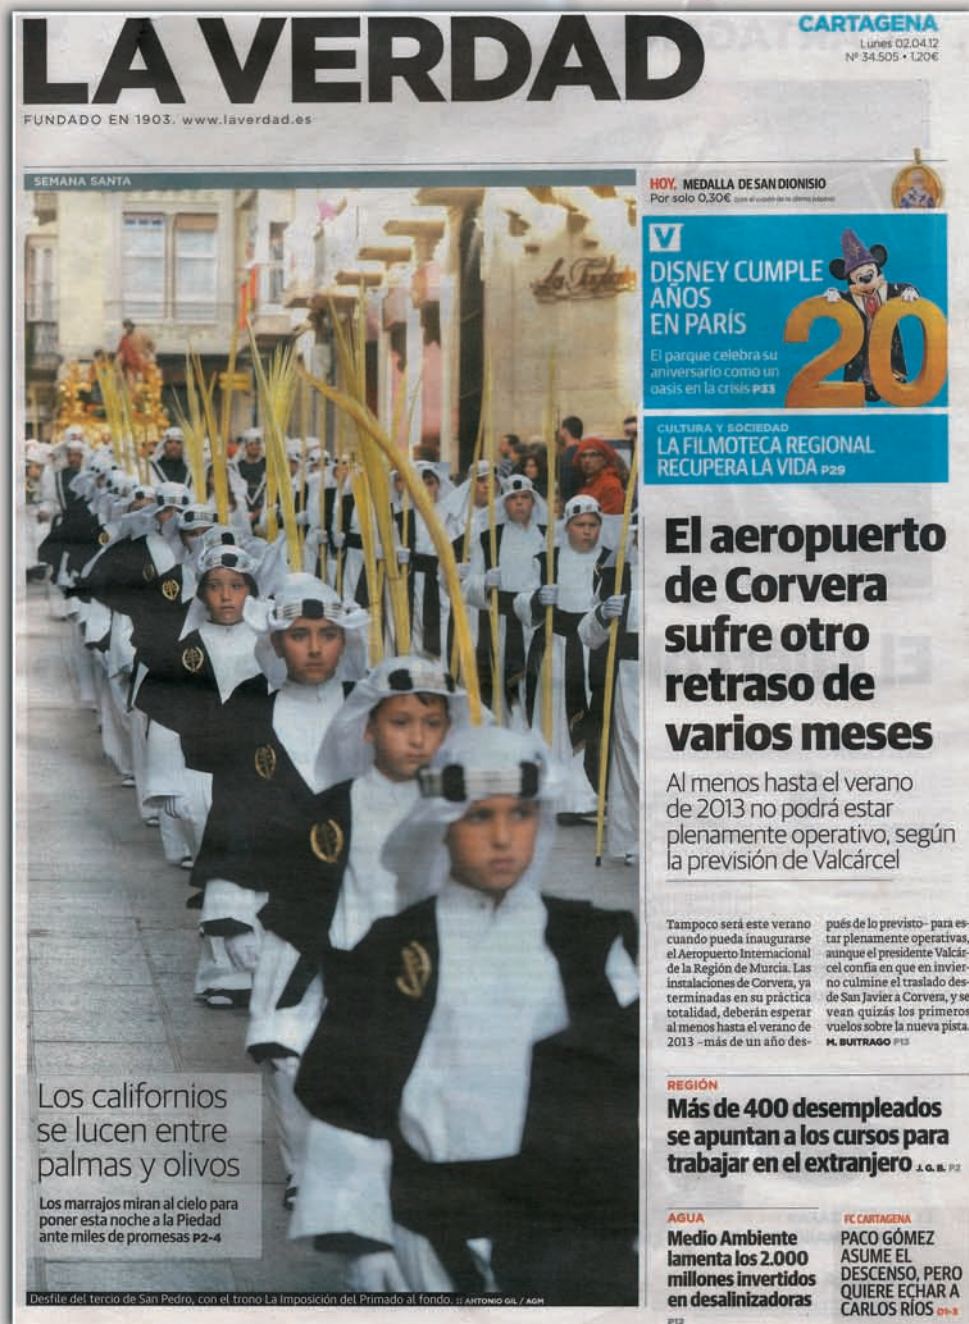 LA VERDAD
CARTAGENA
Lunes 02.04.12
Nº 34.505 • 1,20€
FUNDADO EN 1903. www.laverdad.es
SEMANA SANTA
HOY, MEDALLA DE SAN DIONISIO
Por solo 0,30€
V
DISNEY CUMPLE
AÑOS
EN PARÍS
20
El parque celebra su
aniversario como un
oasis en la crisis P33
CULTURA Y SOCIEDAD
LA FILMOTECA REGIONAL
RECUPERA LA VIDA P29
El aeropuerto
de Corvera
sufre otro
retraso de
varios meses
Al menos hasta el verano
de 2013 no podrá estar
plenamente operativo, según
la previsión de Valcárcel
Tampoco será este verano
cuando pueda inaugurarse
el Aeropuerto Internacional
de la Región de Murcia. Las
instalaciones de Corvera, ya
terminadas en su práctica
totalidad, deberán esperar
al menos hasta el verano de
2013 –más de un año des-
pués de lo previsto– para es-
tar plenamente operativas,
aunque el presidente Valcár-
cel confía en que en invier-
no culmine el traslado des-
de San Javier a Corvera, y se
vean quizás los primeros
vuelos sobre la nueva pista.
M. BUITRAGO P13
Los californios
se lucen entre
palmas y olivos
Los marrajos miran al cielo para
poner esta noche a la Piedad
ante miles de promesas P2-4
Desfile del tercio de San Pedro, con el trono La Imposición del Primado al fondo. :: ANTONIO GIL / AGM
REGIÓN
Más de 400 desempleados
se apuntan a los cursos para
trabajar en el extranjero J. G. B. P2
AGUA
Medio Ambiente
lamenta los 2.000
millones invertidos
en desalinizadoras
P12
FC CARTAGENA
PACO GÓMEZ
ASUME EL
DESCENSO, PERO
QUIERE ECHAR A
CARLOS RÍOS D1-3